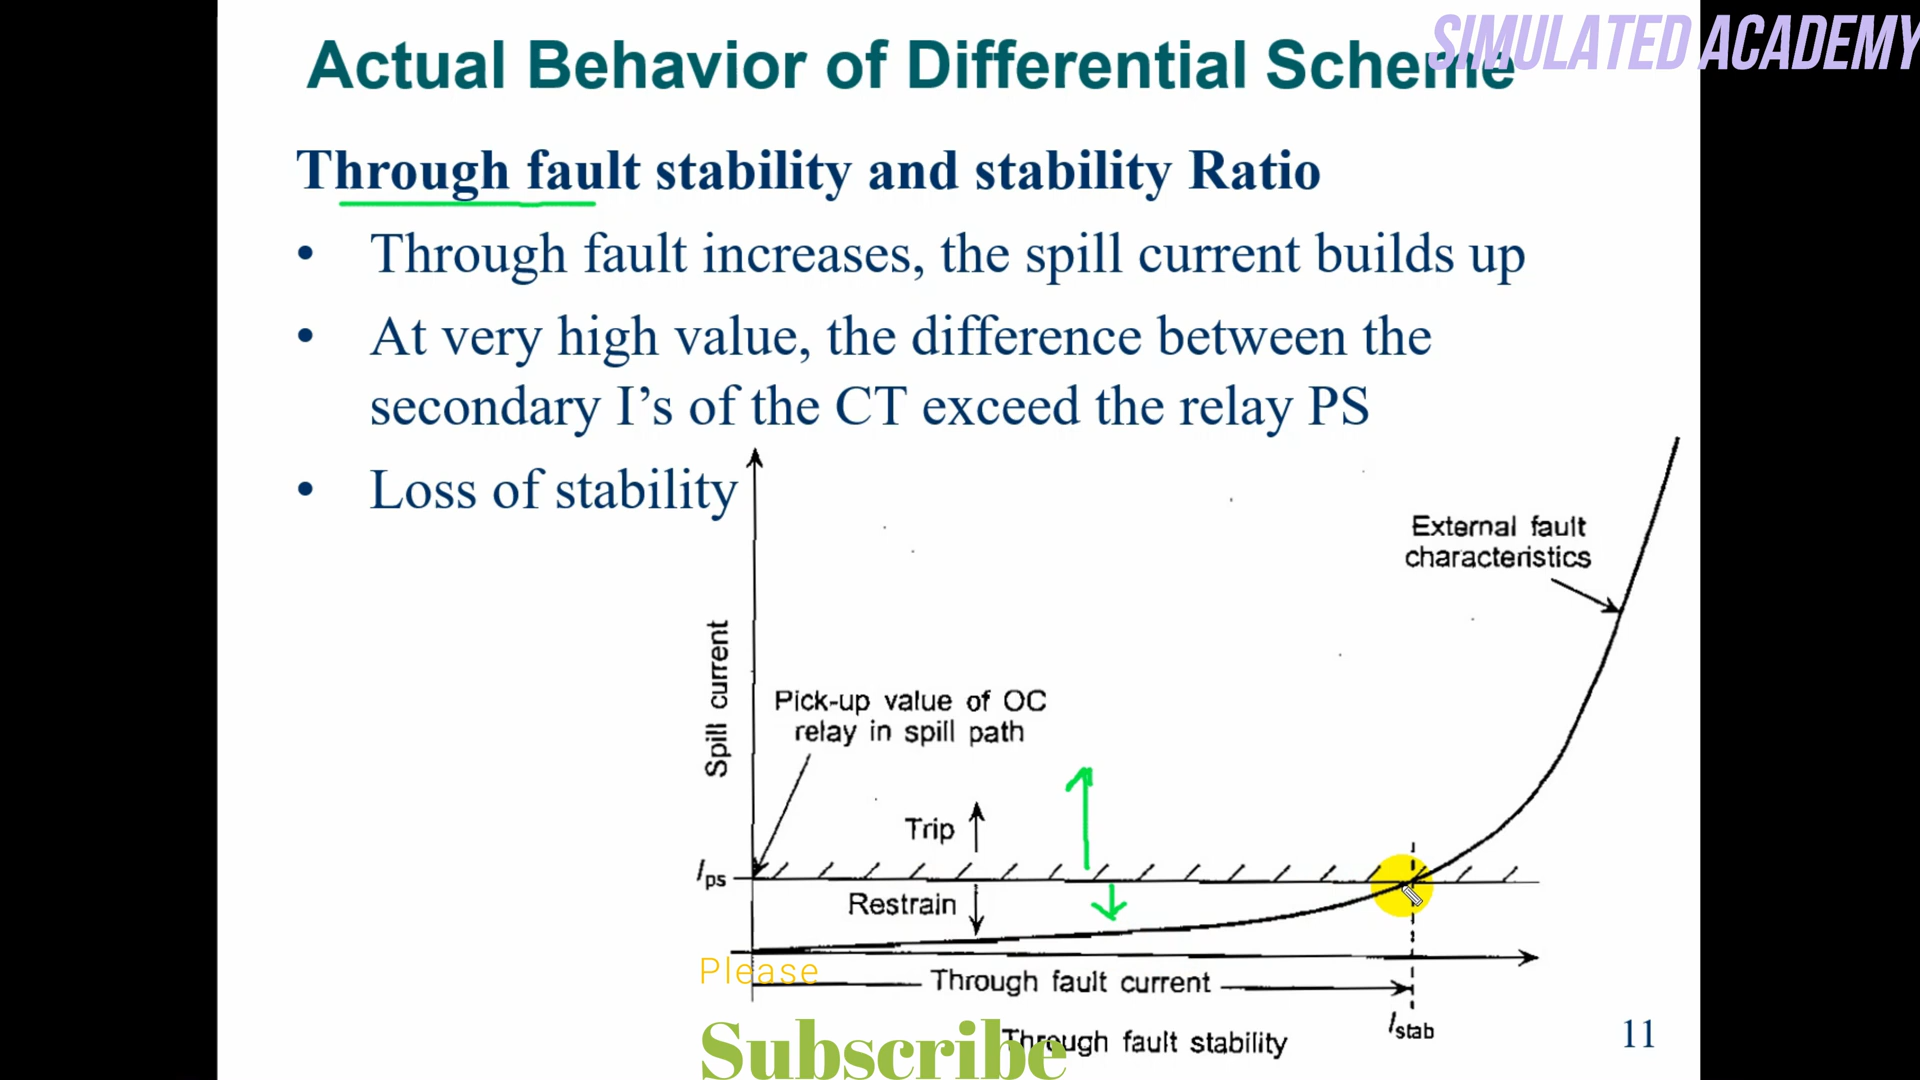 Actual Behavior of Differential Scheme
SIMULATED ACADEMY
Through fault stability and stability Ratio
• Through fault increases, the spill current builds up
• At very high value, the difference between the
secondary I's of the CT exceed the relay PS
• Loss of stability
External fault
characteristics
Spill current
Pick-up value of OC
relay in spill path
Trip
Ips
Restrain
Please
Through fault current
Istab
Subscribe
Through fault stability
11